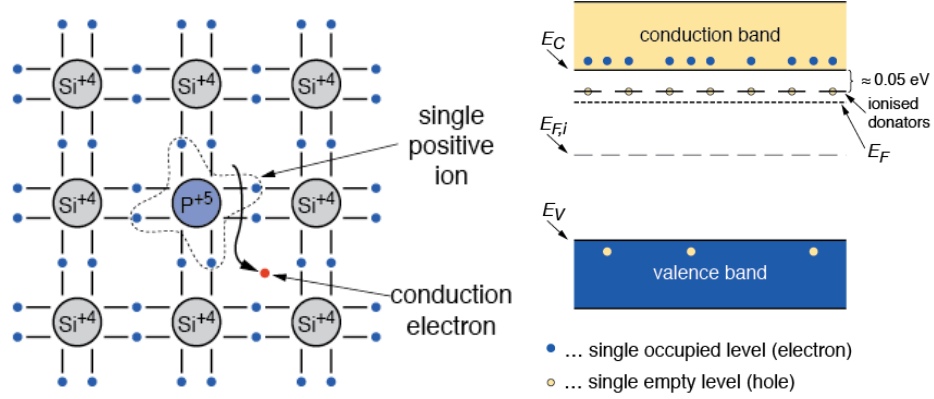 Si+4
Si+4
Si+4
single
positive
ion
Si+4
P+5
Si+4
conduction
electron
Si+4
Si+4
Si+4
EC
conduction band
≈ 0.05 eV
ionised
donators
EF,i
EF
EV
valence band
... single occupied level (electron)
... single empty level (hole)